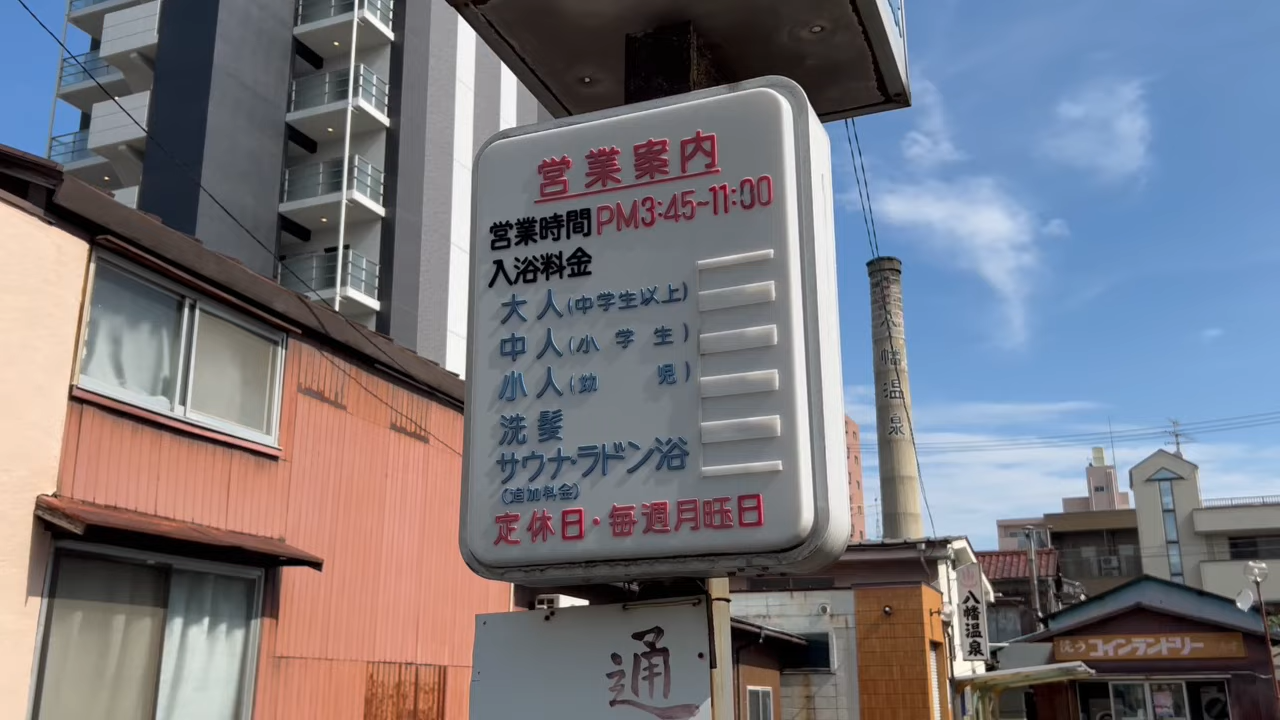 営業案内
営業時間 PM3:45~11:00
入浴料金
大人(中学生以上)
中人(小学生)
小人(幼児)
洗髪
サウナ・ラドン浴
(追加料金)
定休日・毎週月曜日
通
八幡温泉
八幡温泉
洗うコインランドリー